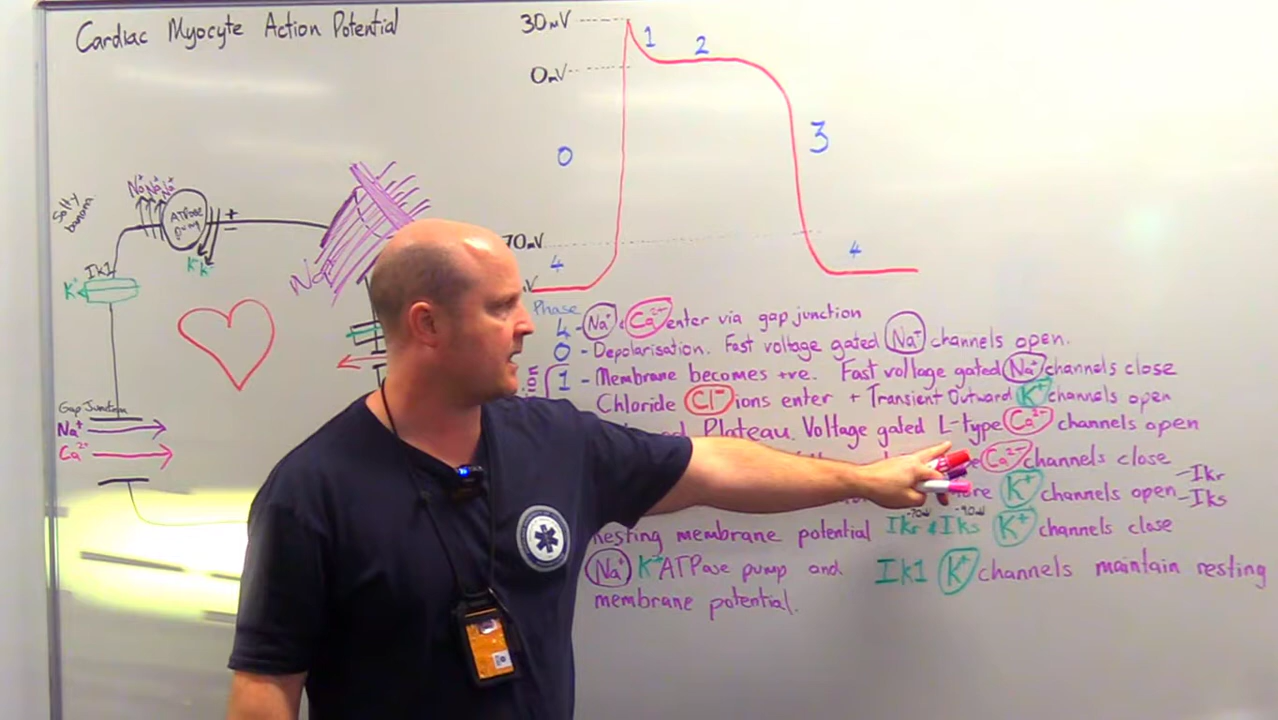 Cardiac Myocyte Action Potential
30mV
1 2
0mV
0
3
Salty
banana
Na+ Na+ Na+
ATPase
pump
+
−
K+ K+
Ik1
K+
Na+
70mV
4
4
mV
Phase
4 - Na+ & Ca2+ enter via gap junction
0 - Depolarisation. Fast voltage gated Na+ channels open.
1 - Membrane becomes +ve. Fast voltage gated Na+ channels close
Chloride Cl− ions enter + Transient Outward K+ channels open
Plateau. Voltage gated L-type Ca2+ channels open
Ca2+ channels close
K+ channels open -Ikr
-Iks
-70mV -90mV
resting membrane potential Ikr & Iks K+ channels close
Na+ K+ ATPase pump and Ik1 K+ channels maintain resting
membrane potential.
Gap Junction
Na+
Ca2+